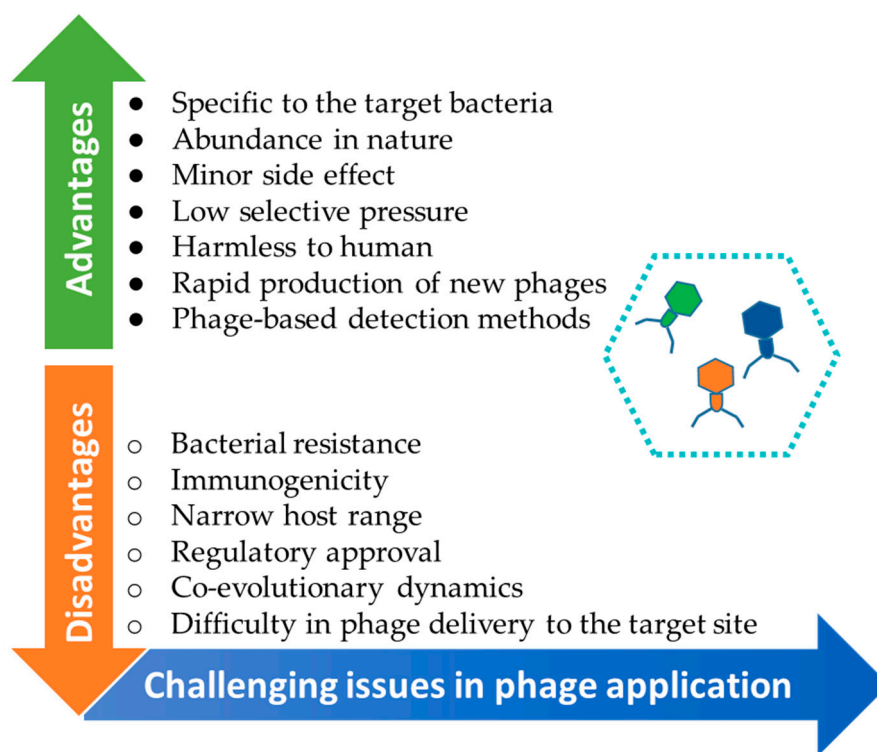 Advantages
● Specific to the target bacteria
● Abundance in nature
● Minor side effect
● Low selective pressure
● Harmless to human
● Rapid production of new phages
● Phage-based detection methods
Disadvantages
○ Bacterial resistance
○ Immunogenicity
○ Narrow host range
○ Regulatory approval
○ Co-evolutionary dynamics
○ Difficulty in phage delivery to the target site
Challenging issues in phage application